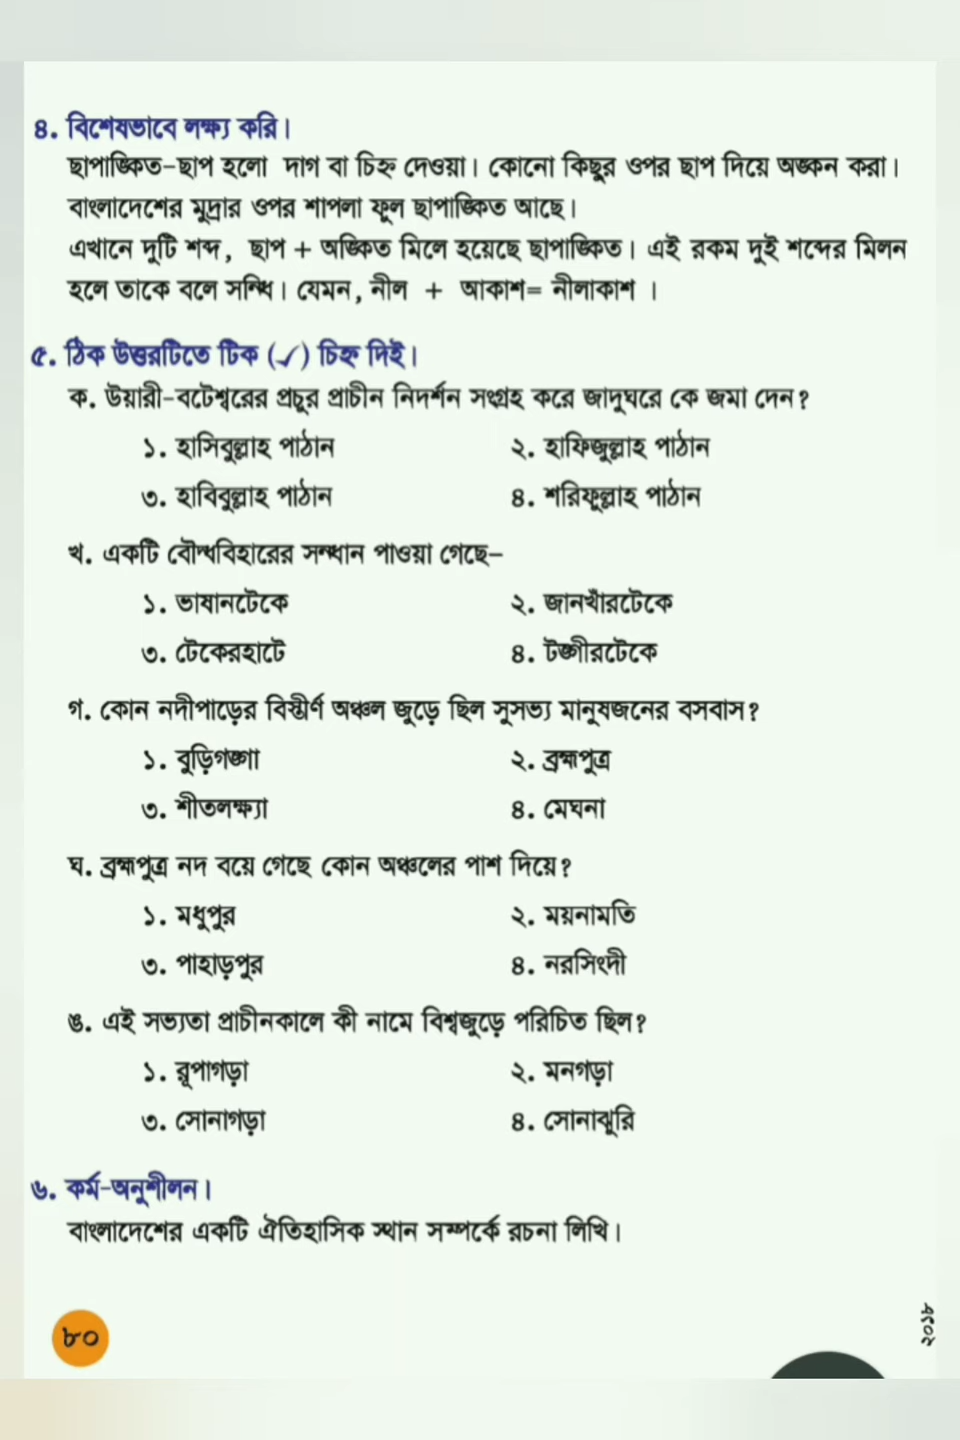 ৪. বিশেষভাবে লক্ষ্য করি।
ছাপাঙ্কিত-ছাপ হলো দাগ বা চিহ্ন দেওয়া। কোনো কিছুর ওপর ছাপ দিয়ে অঙ্কন করা।
বাংলাদেশের মুদ্রার ওপর শাপলা ফুল ছাপাঙ্কিত আছে।
এখানে দুটি শব্দ, ছাপ + অঙ্কিত মিলে হয়েছে ছাপাঙ্কিত। এই রকম দুই শব্দের মিলন
হলে তাকে বলে সন্ধি। যেমন, নীল + আকাশ= নীলাকাশ ।
৫. ঠিক উত্তরটিতে টিক (✓) চিহ্ন দিই।
ক. উয়ারী-বটেশ্বরের প্রচুর প্রাচীন নিদর্শন সংগ্রহ করে জাদুঘরে কে জমা দেন?
১. হাসিবুল্লাহ পাঠান ২. হাফিজুল্লাহ পাঠান
৩. হাবিবুল্লাহ পাঠান ৪. শরিফুল্লাহ পাঠান
খ. একটি বৌদ্ধবিহারের সন্ধান পাওয়া গেছে–
১. ভাষানটেকে ২. জানখাঁরটেকে
৩. টেকেরহাটে ৪. টঙ্গীরটেকে
গ. কোন নদীপাড়ের বিস্তীর্ণ অঞ্চল জুড়ে ছিল সুসভ্য মানুষজনের বসবাস?
১. বুড়িগঙ্গা ২. ব্রহ্মপুত্র
৩. শীতলক্ষ্যা ৪. মেঘনা
ঘ. ব্রহ্মপুত্র নদ বয়ে গেছে কোন অঞ্চলের পাশ দিয়ে?
১. মধুপুর ২. ময়নামতি
৩. পাহাড়পুর ৪. নরসিংদী
ঙ. এই সভ্যতা প্রাচীনকালে কী নামে বিশ্বজুড়ে পরিচিত ছিল?
১. রূপাগড়া ২. মনগড়া
৩. সোনাগড়া ৪. সোনাঝুরি
৬. কর্ম-অনুশীলন।
বাংলাদেশের একটি ঐতিহাসিক স্থান সম্পর্কে রচনা লিখি।
৮০
২০১৮